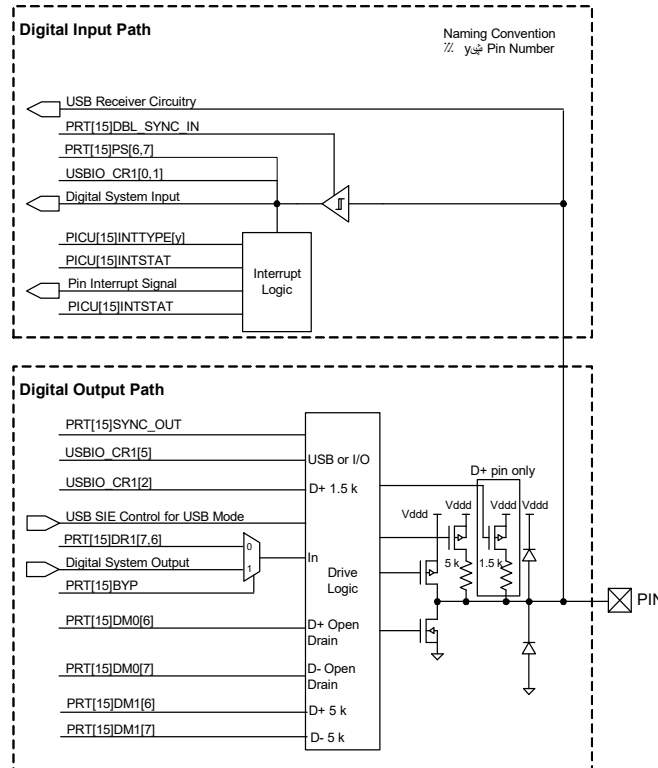 Digital Input Path
Naming Convention
Pin Number
USB Receiver Circuitry
PRT[15]DBL_SYNC_IN
PRT[15]PS[6,7]
USBIO_CR1[0,1]
Digital System Input
PICU[15]INTTYPE[y]
PICU[15]INTSTAT
Pin Interrupt Signal
PICU[15]INTSTAT
Interrupt
Logic
Digital Output Path
PRT[15]SYNC_OUT
USBIO_CR1[5]
USB or I/O
USBIO_CR1[2]
D+ 1.5 k
USB SIE Control for USB Mode
PRT[15]DR1[7,6]
0
Digital System Output
1
PRT[15]BYP
In
Drive
Logic
PRT[15]DM0[6]
D+ Open
Drain
PRT[15]DM0[7]
D- Open
Drain
PRT[15]DM1[6]
D+ 5 k
PRT[15]DM1[7]
D- 5 k
D+ pin only
Vddd
Vddd
Vddd
Vddd
5 k
1.5 k
PIN